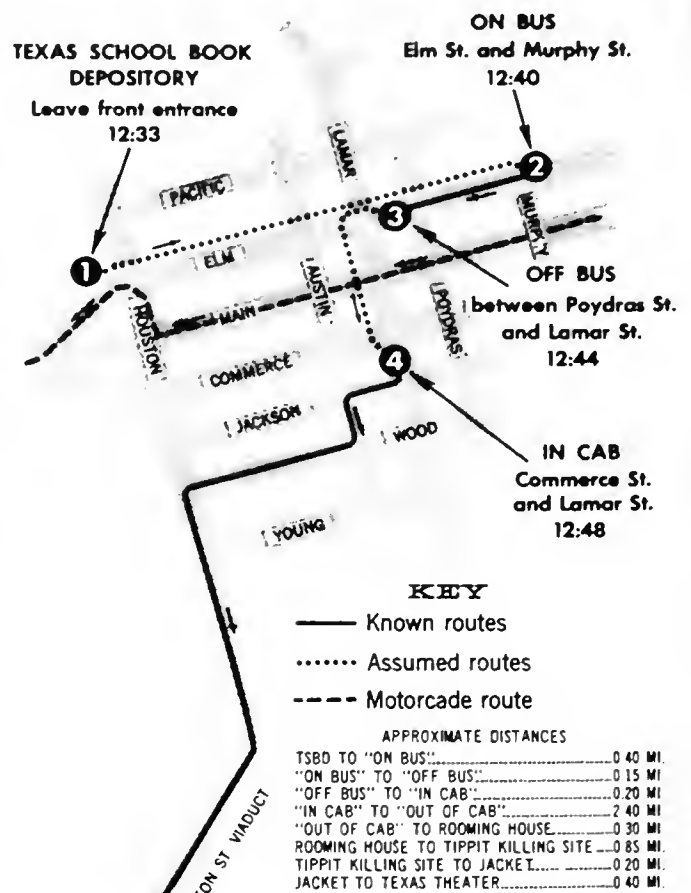 TEXAS SCHOOL BOOK
DEPOSITORY
Leave front entrance
12:33
ON BUS
Elm St. and Murphy St.
12:40
LAMAR
PACIFIC
2
3
1
ELM
MURPHY
OFF BUS
between Poydras St.
and Lamar St.
12:44
HOUSTON
MAIN
AUSTIN
POYDRAS
4
COMMERCE
JACKSON
WOOD
IN CAB
Commerce St.
and Lamar St.
12:48
YOUNG
KEY
Known routes
Assumed routes
Motorcade route
APPROXIMATE DISTANCES
TSBD TO "ON BUS" 0 40 MI.
"ON BUS" TO "OFF BUS" 0 15 MI
"OFF BUS" TO "IN CAB" 0.20 MI
"IN CAB" TO "OUT OF CAB" 2 40 MI
"OUT OF CAB" TO ROOMING HOUSE 0 30 MI
ROOMING HOUSE TO TIPPIT KILLING SITE 0 85 MI.
TIPPIT KILLING SITE TO JACKET 0 20 MI
JACKET TO TEXAS THEATER 0 40 MI
ON ST VIADUCT